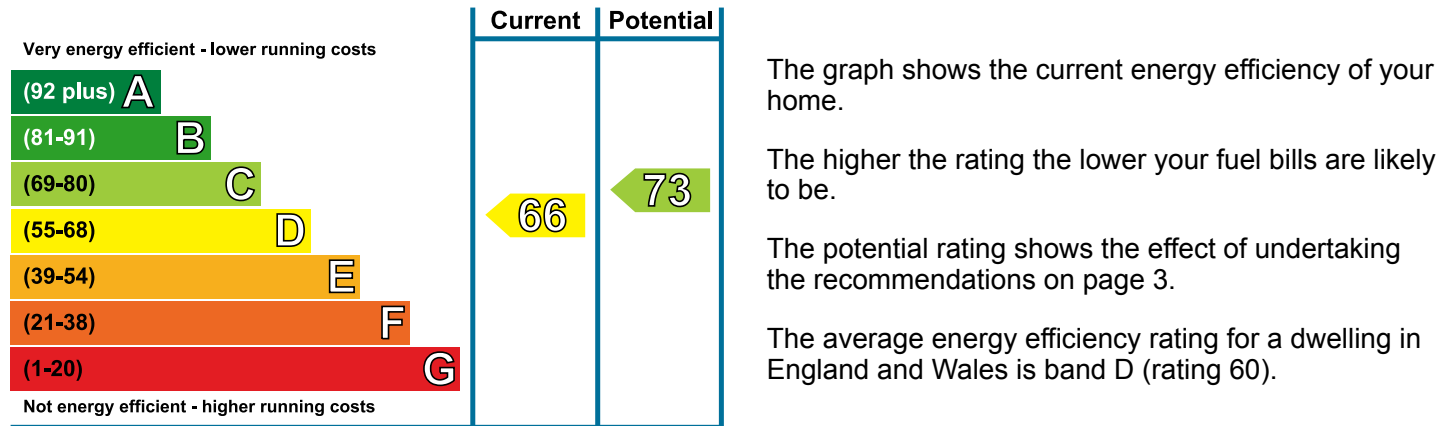 Current Potential
Very energy efficient - lower running costs
(92 plus) A
(81-91) B
(69-80) C
(55-68) D
(39-54) E
(21-38) F
(1-20) G
Not energy efficient - higher running costs
66
73
The graph shows the current energy efficiency of your
home.
The higher the rating the lower your fuel bills are likely
to be.
The potential rating shows the effect of undertaking
the recommendations on page 3.
The average energy efficiency rating for a dwelling in
England and Wales is band D (rating 60).